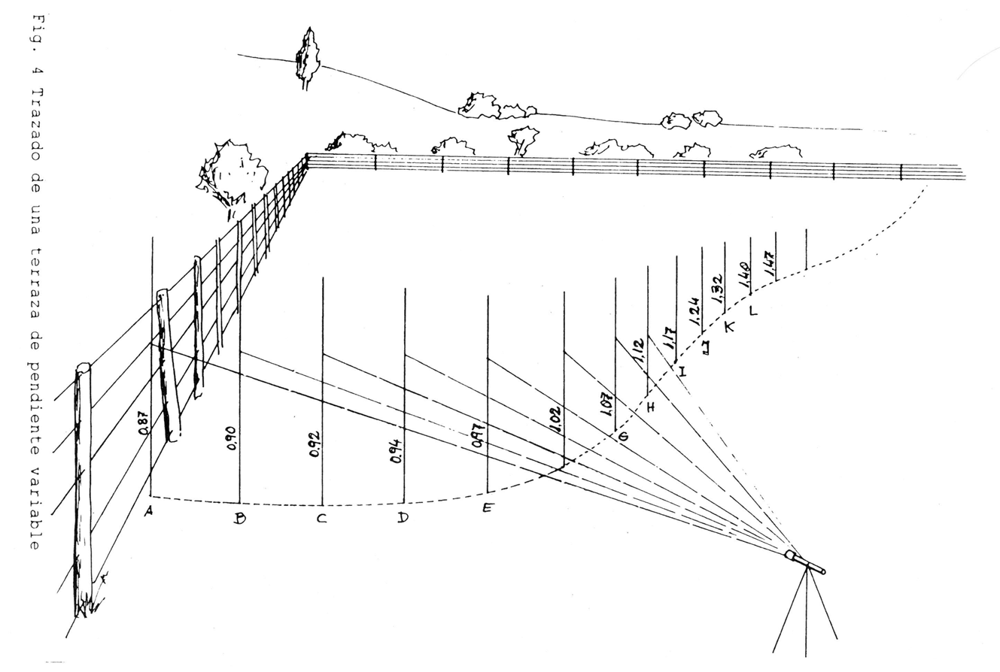 Fig. 4 Trazado de una terraza de pendiente variable
0.87
0.90
0.92
0.94
0.97
1.02
1.07
1.12
1.17
1.24
1.32
1.40
1.47
A
B
C
D
E
G
H
I
J
K
L